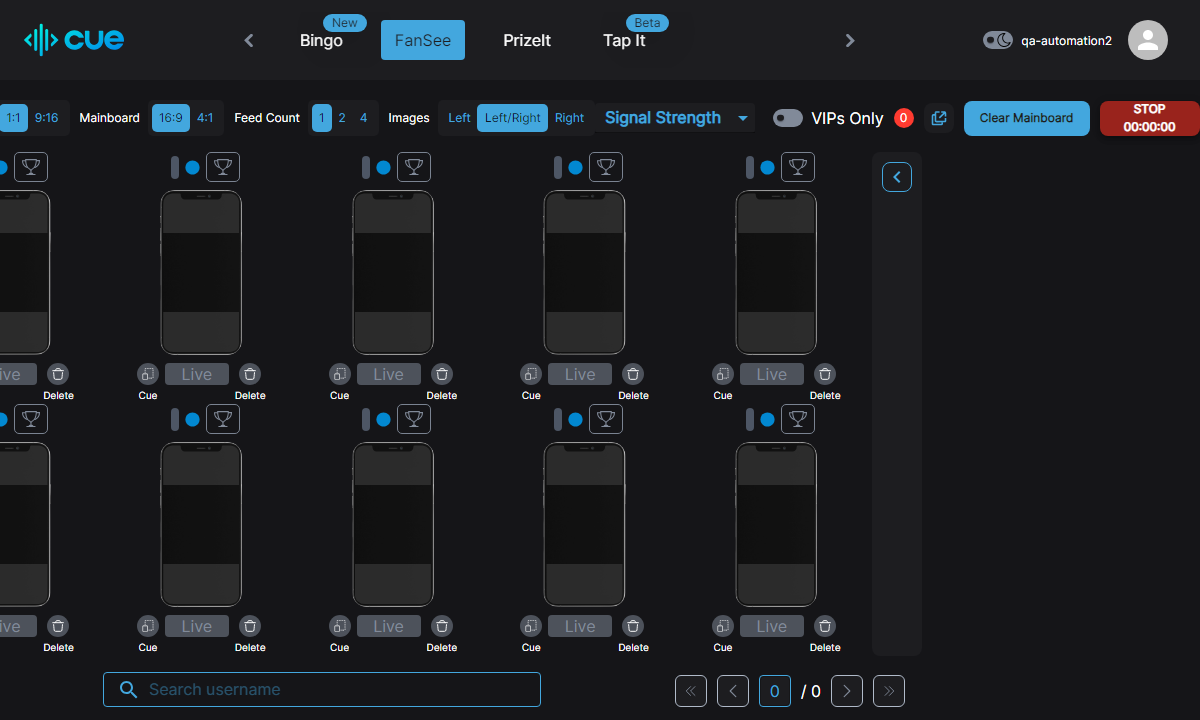 cue
New
Beta
Bingo
FanSee
PrizeIt
Tap It
qa-automation2
1:1 9:16 Mainboard 16:9 4:1 Feed Count 1 2 4 Images Left Left/Right Right Signal Strength VIPs Only 0 Clear Mainboard STOP
00:00:00
Live Live Live Live
Delete Cue Delete Cue Delete Cue Delete Cue Delete
Live Live Live Live
Delete Cue Delete Cue Delete Cue Delete Cue Delete
Search username
0 / 0